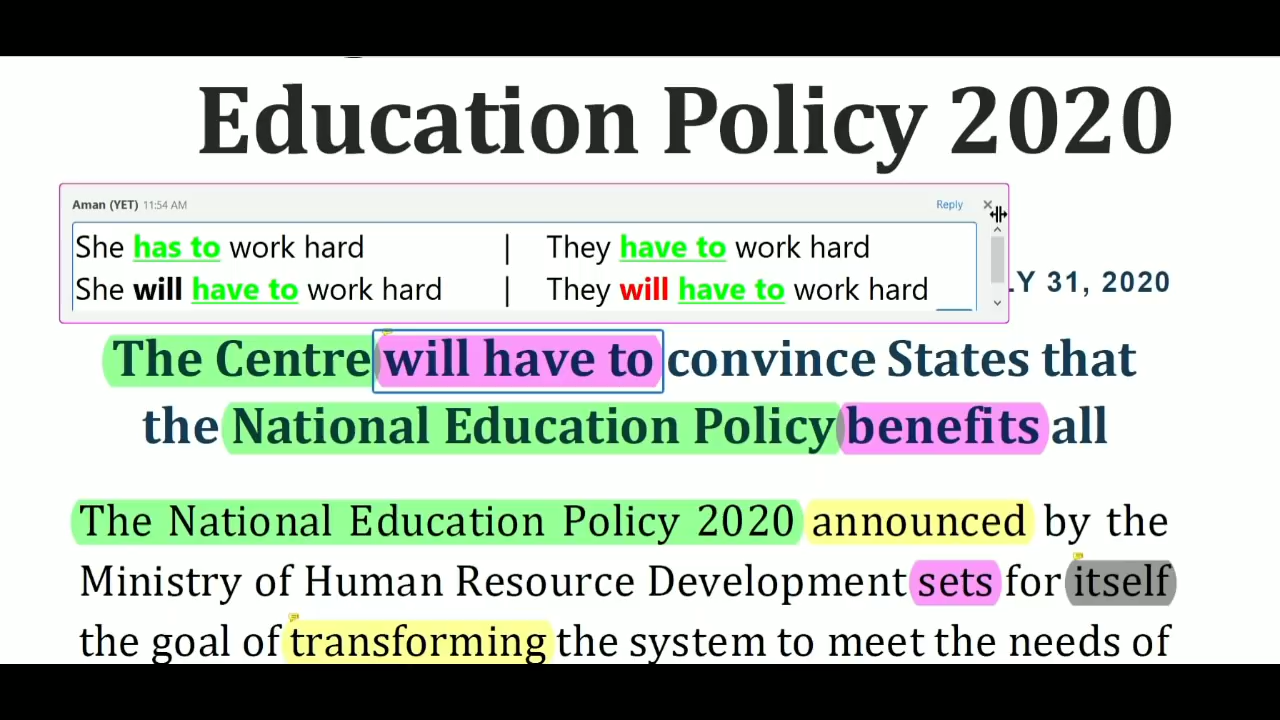 Education Policy 2020
Aman (YET) 11:54 AM Reply
She has to work hard | They have to work hard
She will have to work hard | They will have to work hard
LY 31, 2020
The Centre will have to convince States that
the National Education Policy benefits all
The National Education Policy 2020 announced by the
Ministry of Human Resource Development sets for itself
the goal of transforming the system to meet the needs of